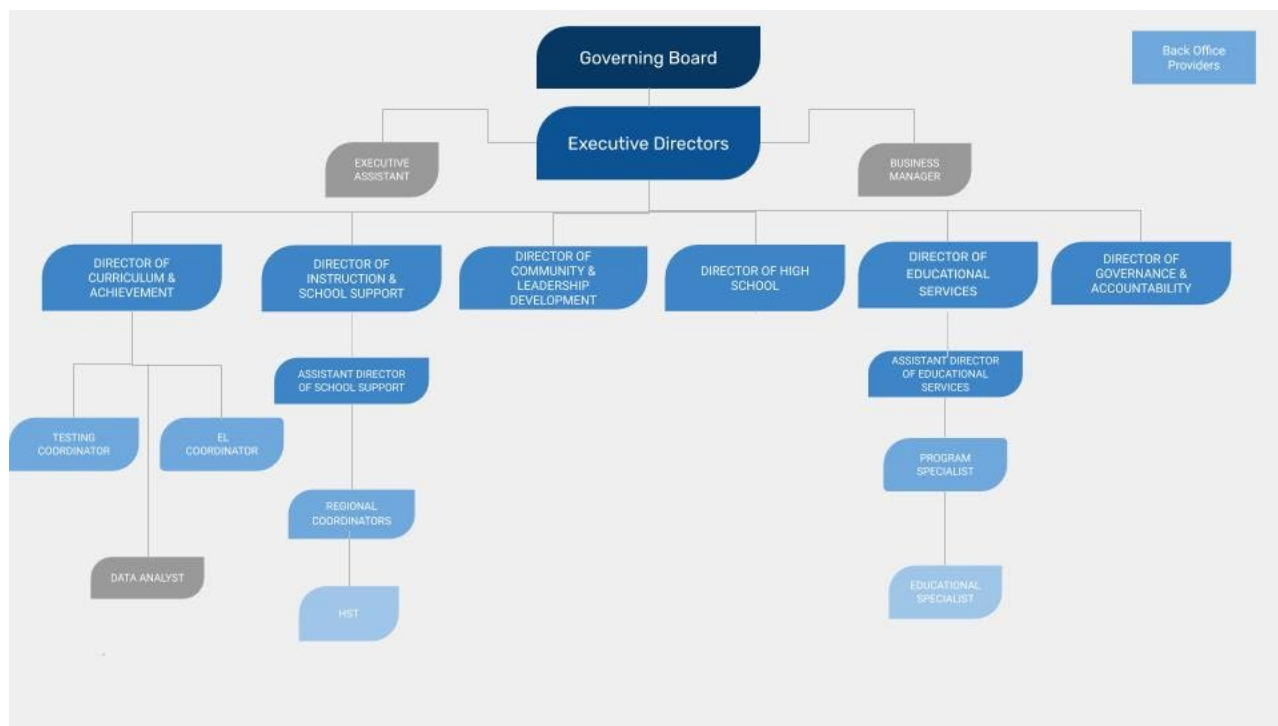 Governing Board
Back Office
Providers
Executive Directors
EXECUTIVE
ASSISTANT
BUSINESS
MANAGER
DIRECTOR OF
CURRICULUM &
ACHIEVEMENT
DIRECTOR OF
INSTRUCTION &
SCHOOL SUPPORT
DIRECTOR OF
COMMUNITY &
LEADERSHIP
DEVELOPMENT
DIRECTOR OF HIGH
SCHOOL
DIRECTOR OF
EDUCATIONAL
SERVICES
DIRECTOR OF
GOVERNANCE &
ACCOUNTABILITY
ASSISTANT DIRECTOR
OF SCHOOL SUPPORT
ASSISTANT DIRECTOR
OF EDUCATIONAL
SERVICES
TESTING
COORDINATOR
EL
COORDINATOR
PROGRAM
SPECIALIST
REGIONAL
COORDINATORS
DATA ANALYST
HST
EDUCATIONAL
SPECIALIST